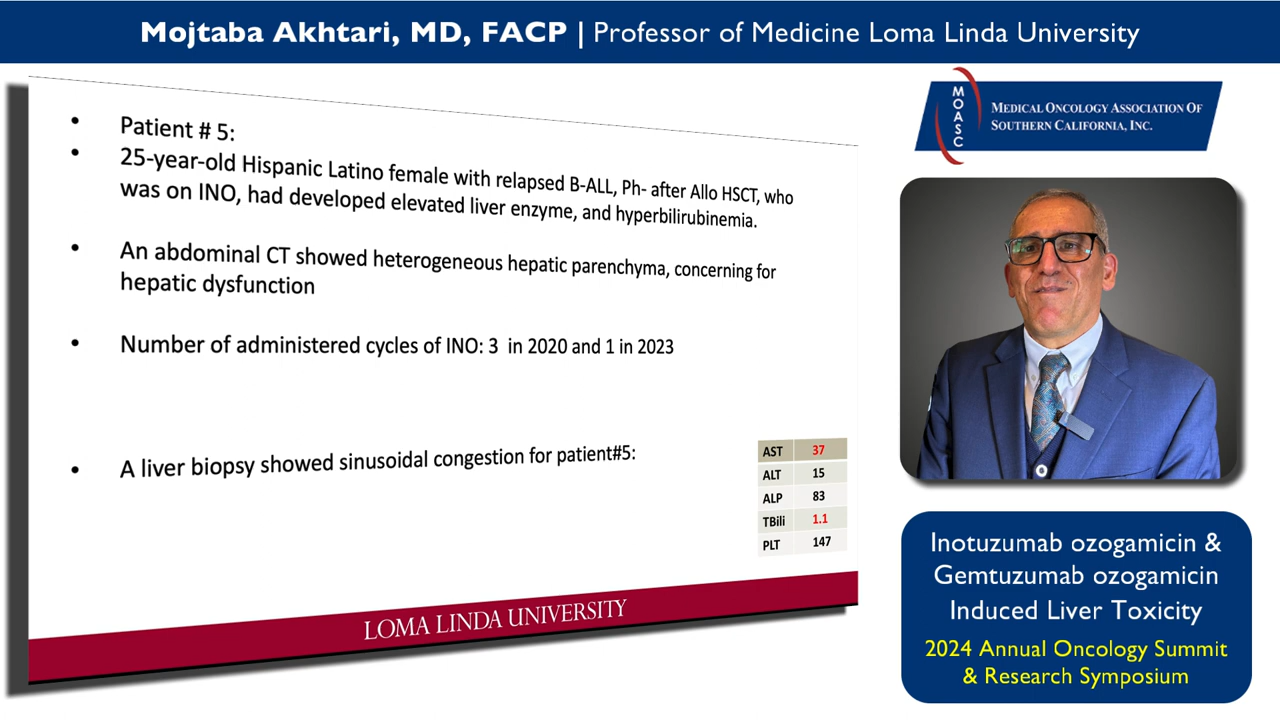 Mojtaba Akhtari, MD, FACP | Professor of Medicine Loma Linda University
MOASC
MEDICAL ONCOLOGY ASSOCIATION OF
SOUTHERN CALIFORNIA, INC.
• Patient # 5:
• 25-year-old Hispanic Latino female with relapsed B-ALL, Ph- after Allo HSCT, who
was on INO, had developed elevated liver enzyme, and hyperbilirubinemia.
• An abdominal CT showed heterogeneous hepatic parenchyma, concerning for
hepatic dysfunction
• Number of administered cycles of INO: 3 in 2020 and 1 in 2023
• A liver biopsy showed sinusoidal congestion for patient#5:
AST 37
ALT 15
ALP 83
TBili 1.1
PLT 147
LOMA LINDA UNIVERSITY
Inotuzumab ozogamicin &
Gemtuzumab ozogamicin
Induced Liver Toxicity
2024 Annual Oncology Summit
& Research Symposium